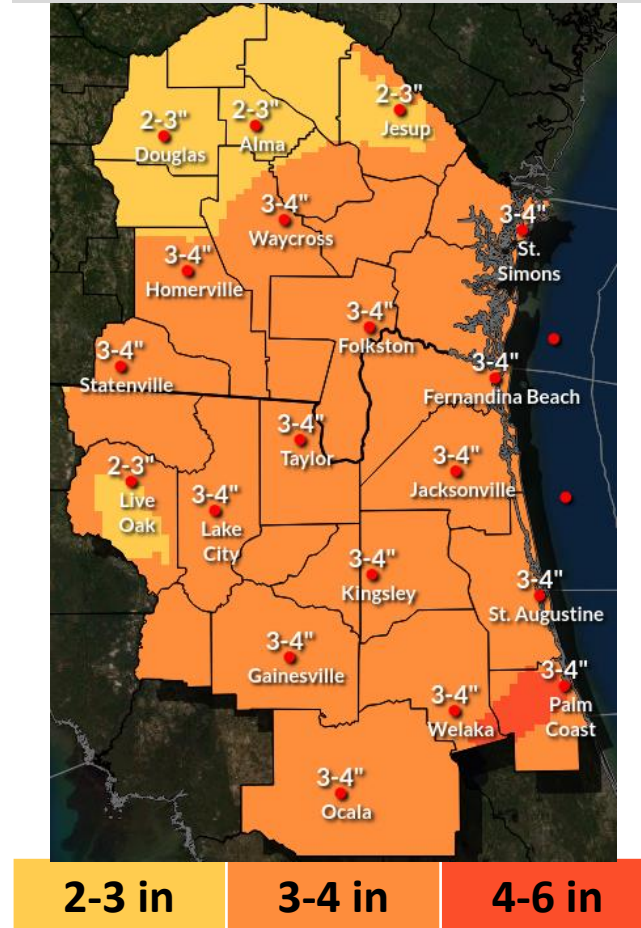 2-3"
Jesup
2-3"
Alma
2-3"
Douglas
3-4"
Waycross
3-4"
St.
Simons
3-4"
Homerville
3-4"
Folkston
3-4"
Statenville
3-4"
Fernandina Beach
3-4"
Taylor
3-4"
Jacksonville
2-3"
Live
Oak
3-4"
Lake
City
3-4"
Kingsley
3-4"
St. Augustine
3-4"
Gainesville
3-4"
Palm
Coast
3-4"
Welaka
3-4"
Ocala
2-3 in
3-4 in
4-6 in